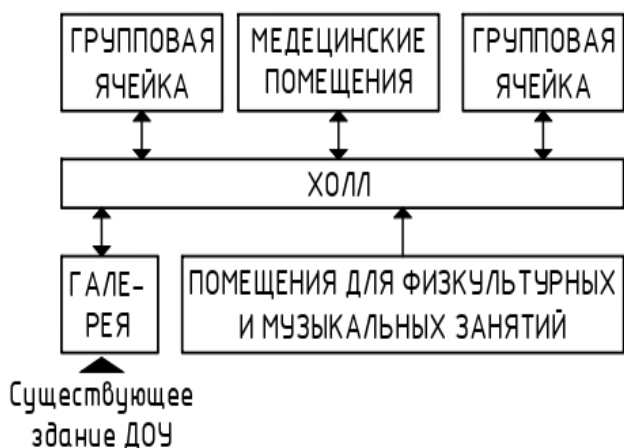 ГРУППОВАЯ
ЯЧЕЙКА
МЕДЕЦИНСКИЕ
ПОМЕЩЕНИЯ
ГРУППОВАЯ
ЯЧЕЙКА
ХОЛЛ
ГАЛЕ-
РЕЯ
ПОМЕЩЕНИЯ ДЛЯ ФИЗКУЛЬТУРНЫХ
И МУЗЫКАЛЬНЫХ ЗАНЯТИЙ
Существующее
здание ДОУ